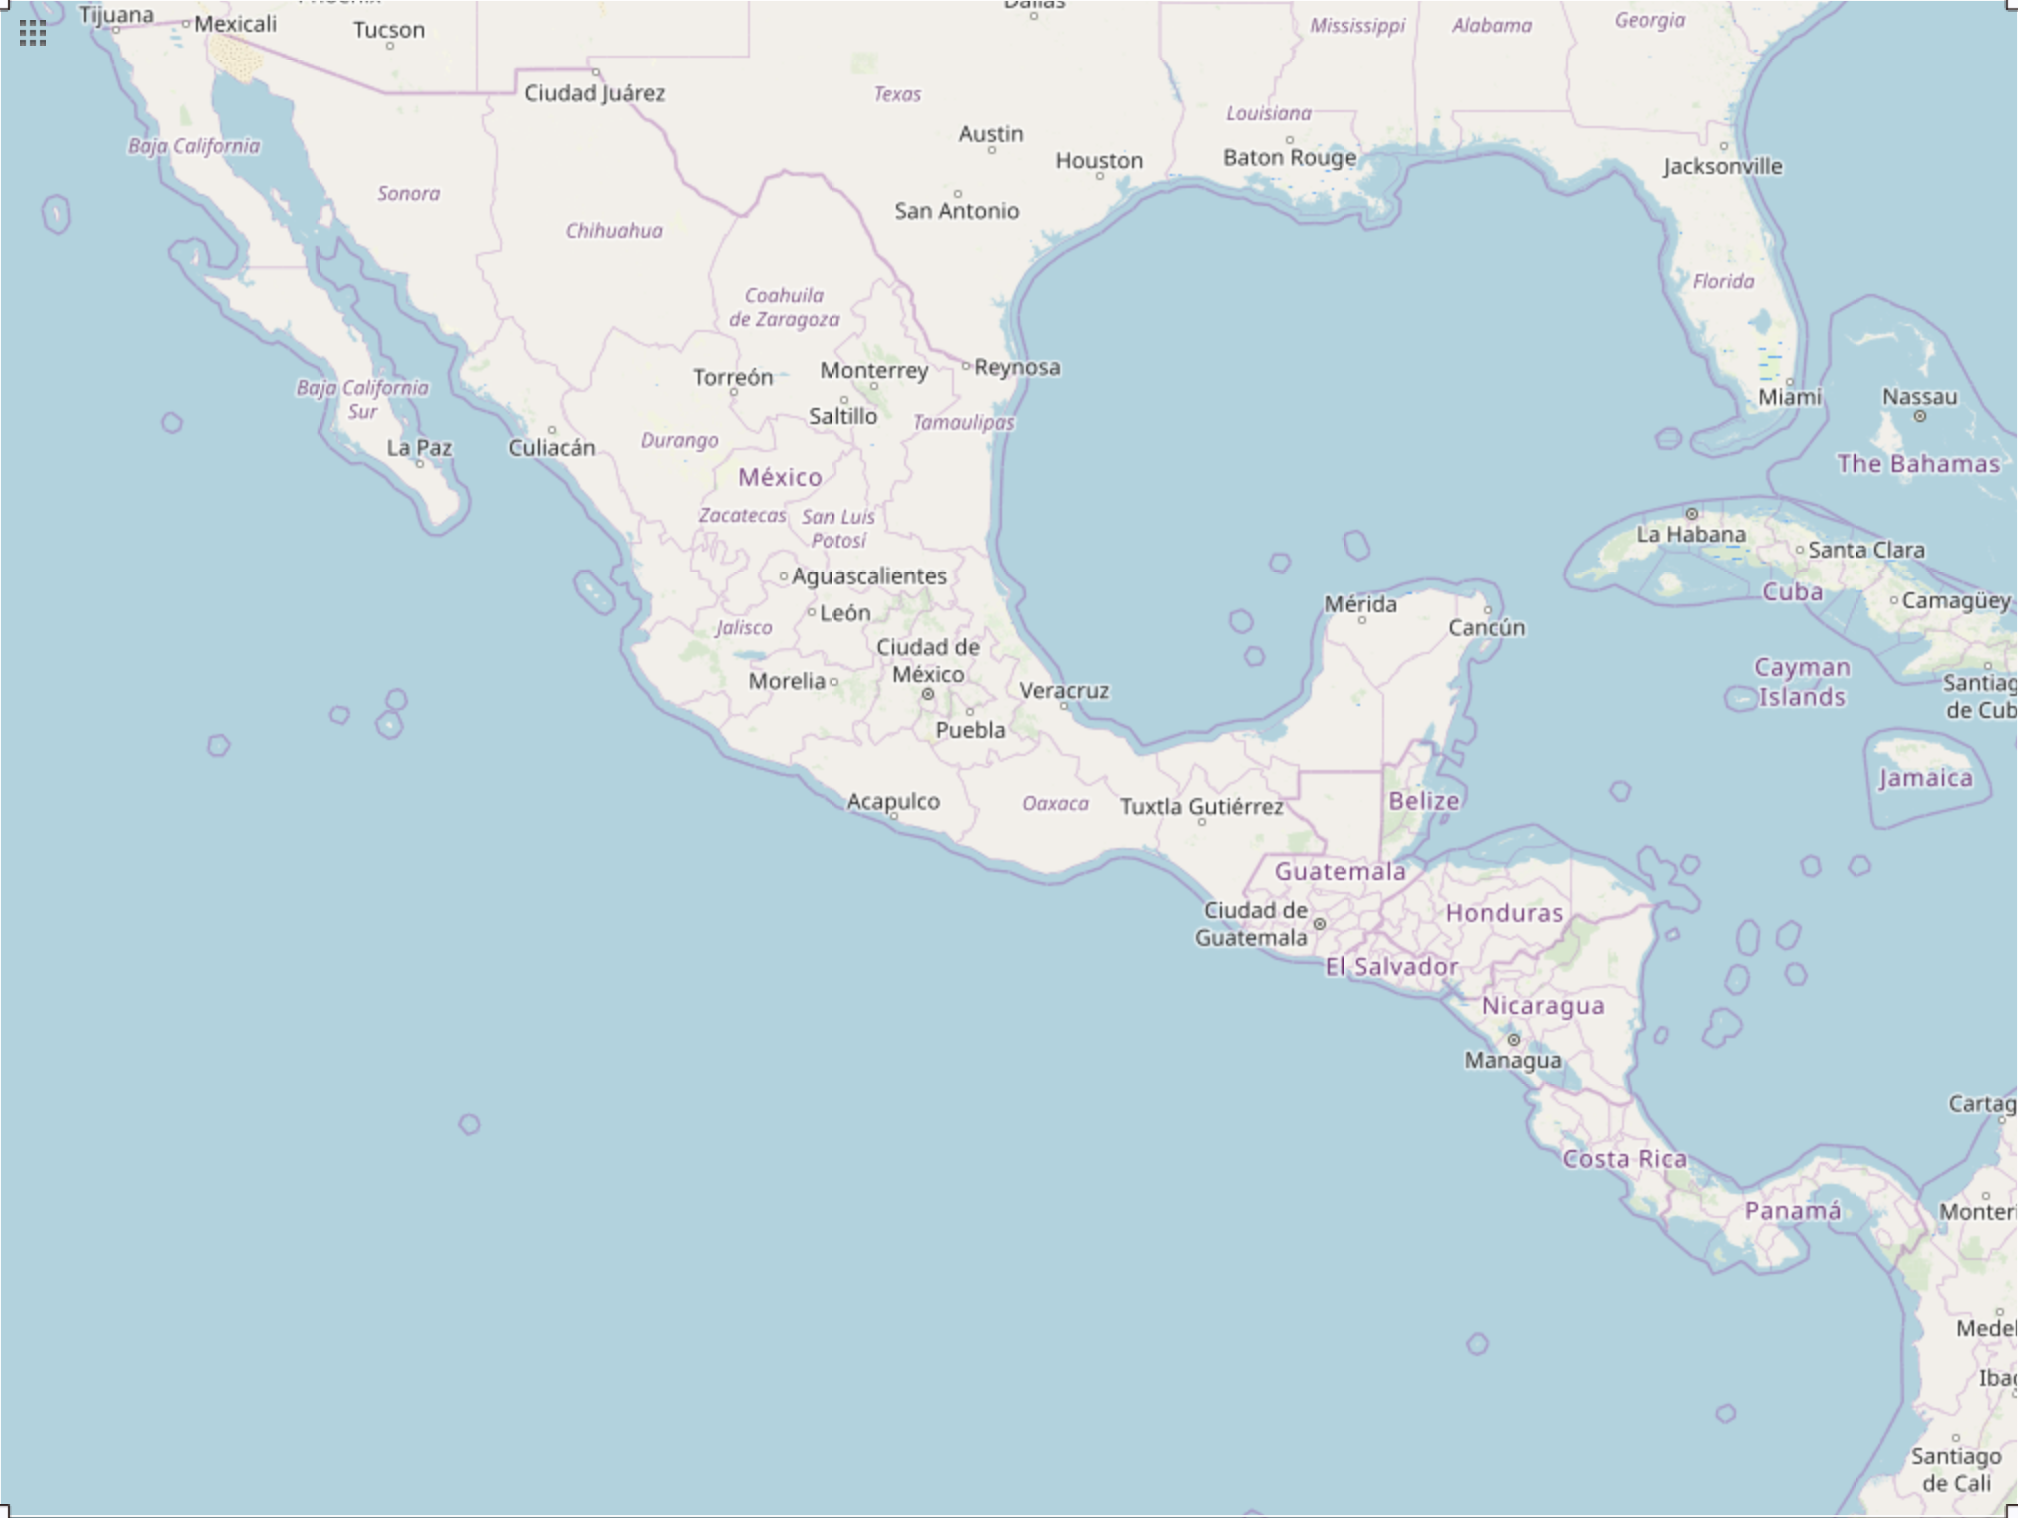 Tijuana
Mexicali
Tucson
Dallas
Mississippi
Alabama
Georgia
Ciudad Juárez
Texas
Louisiana
Baja California
Austin
Houston
Baton Rouge
Jacksonville
Sonora
San Antonio
Chihuahua
Florida
Coahuila
de Zaragoza
Torreón
Monterrey
Reynosa
Baja California
Sur
Saltillo
Tamaulipas
Miami
Nassau
La Paz
Culiacán
Durango
México
The Bahamas
Zacatecas
San Luis
Potosí
La Habana
Santa Clara
Aguascalientes
Cuba
Camagüey
León
Mérida
Cancún
Jalisco
Ciudad de
México
Morelia
Veracruz
Cayman
Islands
Santiag
de Cub
Puebla
Jamaica
Acapulco
Oaxaca
Tuxtla Gutiérrez
Belize
Guatemala
Ciudad de
Guatemala
Honduras
El Salvador
Nicaragua
Managua
Cartag
Costa Rica
Panamá
Monter
Medel
Ibag
Santiago
de Cali